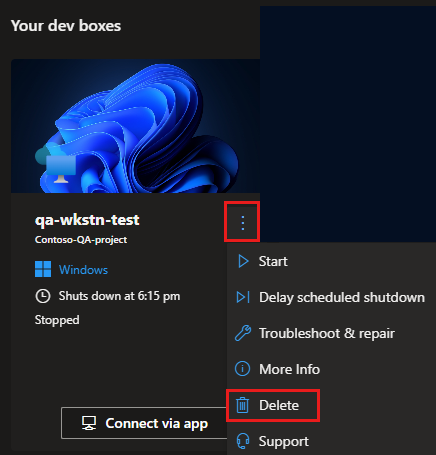 Your dev boxes
qa-wkstn-test
Contoso-QA-project
Windows
Shuts down at 6:15 pm
Stopped
Connect via app
Start
Delay scheduled shutdown
Troubleshoot & repair
More Info
Delete
Support